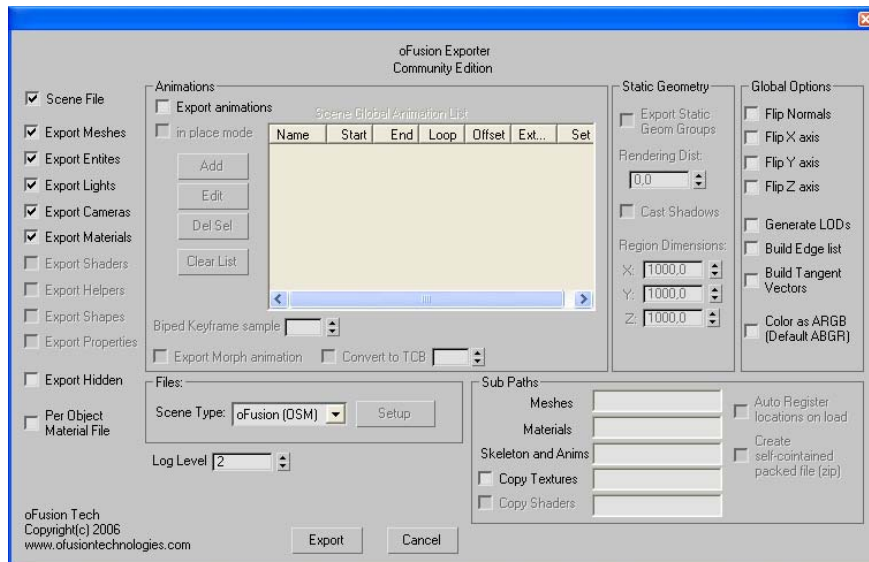 oFusion Exporter
Community Edition
Scene File
Export Meshes
Export Entites
Export Lights
Export Cameras
Export Materials
Export Shaders
Export Helpers
Export Shapes
Export Properties
Export Hidden
Per Object
Material File
Animations
Export animations
in place mode
Scene Global Animation List
Name Start End Loop Offset Ext... Set
Add
Edit
Del Sel
Clear List
Biped Keyframe sample
Export Morph animation Convert to TCB
Static Geometry
Export Static
Geom Groups
Rendering Dist:
0,0
Cast Shadows
Region Dimensions:
X: 1000,0
Y: 1000,0
Z: 1000,0
Global Options
Flip Normals
Flip X axis
Flip Y axis
Flip Z axis
Generate LODs
Build Edge list
Build Tangent
Vectors
Color as ARGB
(Default ABGR)
Files:
Scene Type: oFusion (OSM) Setup
Log Level 2
Sub Paths
Meshes
Materials
Skeleton and Anims
Copy Textures
Copy Shaders
Auto Register
locations on load
Create
self-cointained
packed file (zip)
oFusion Tech
Copyright(c) 2006
www.ofusiontechnologies.com
Export Cancel